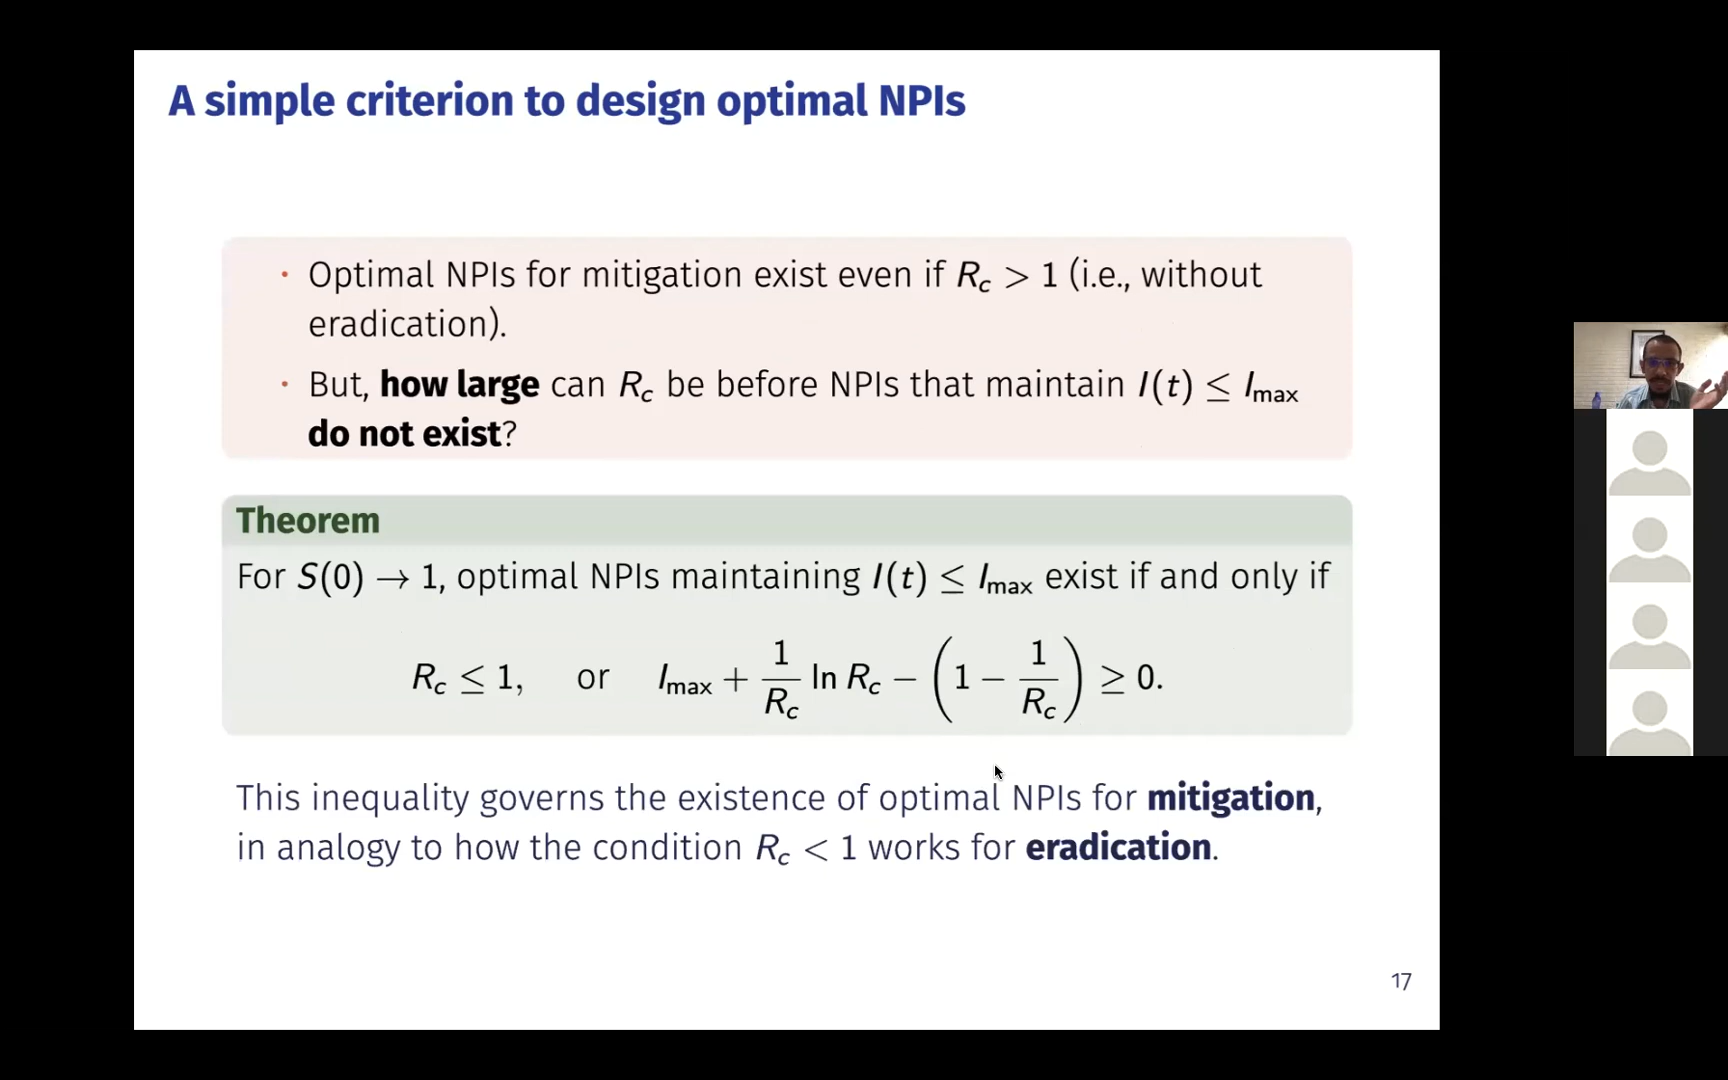 A simple criterion to design optimal NPIs
· Optimal NPIs for mitigation exist even if R_c > 1 (i.e., without
eradication).
· But, how large can R_c be before NPIs that maintain I(t) ≤ I_max
do not exist?
Theorem
For S(0) → 1, optimal NPIs maintaining I(t) ≤ I_max exist if and only if
R_c ≤ 1, or I_max + 1/R_c ln R_c − (1 − 1/R_c) ≥ 0.
This inequality governs the existence of optimal NPIs for mitigation,
in analogy to how the condition R_c < 1 works for eradication.
17